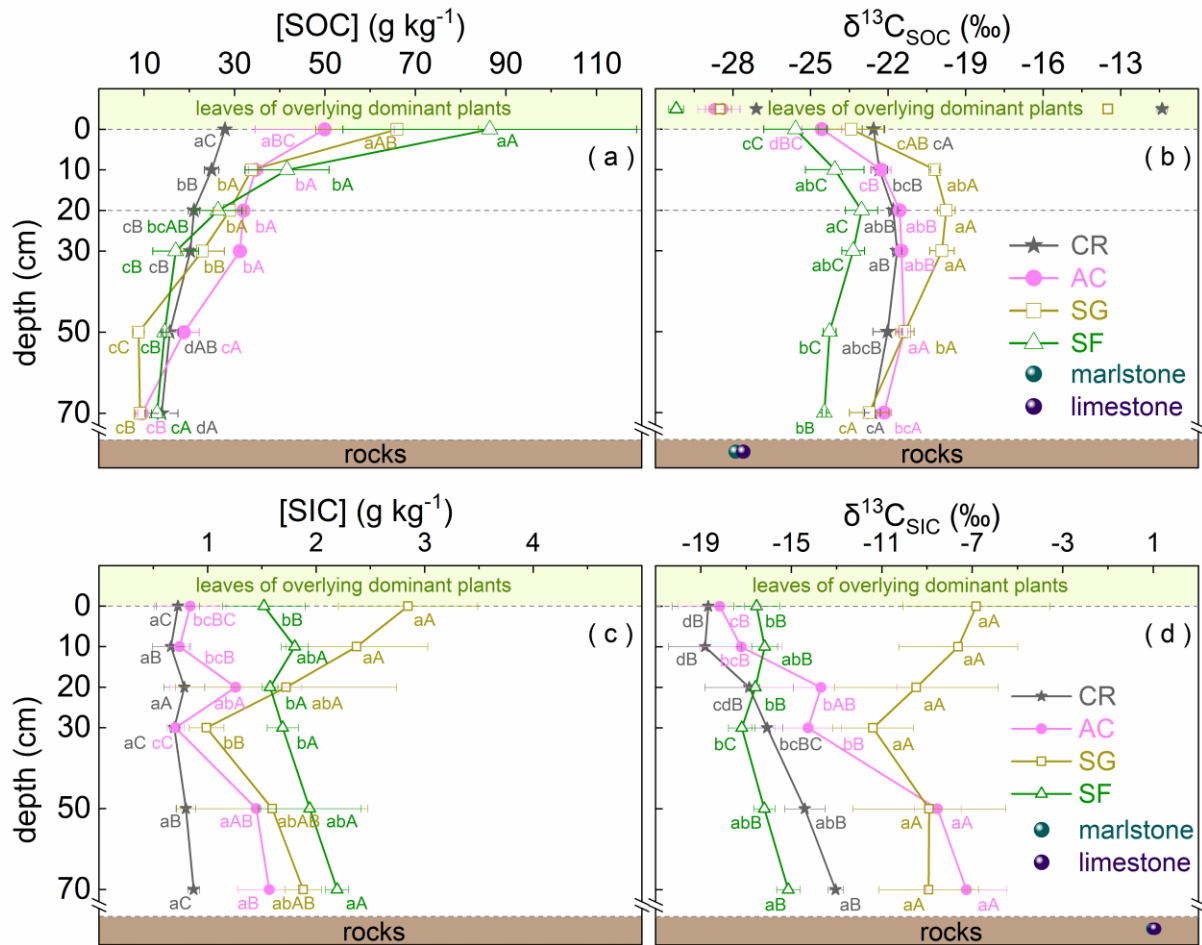 [SOC] (g kg-1)
10 30 50 70 90 110
leaves of overlying dominant plants
0
10
20
30
50
70
depth (cm)
aC aBC aAB aA
( a )
bB bA bA bA
cB bcAB bA bA
cB cB bB bA
cC cB dAB cA
cB cB cA dA
rocks
δ13CSOC (‰)
-28 -25 -22 -19 -16 -13
leaves of overlying dominant plants
cC dBC cAB cA
( b )
abC cB bcB abA
aC abB abB aA
abC aB abB aA
bC abcB aA bA
bB cA cA bcA
CR
AC
SG
SF
marlstone
limestone
rocks
[SIC] (g kg-1)
1 2 3 4
leaves of overlying dominant plants
0
10
20
30
50
70
depth (cm)
aC bcBC bB aA
( c )
aB bcB abA aA
aA abA bA abA
aC cC bB bA
aB aAB abAB abA
aC aB abAB aA
rocks
δ13CSIC (‰)
-19 -15 -11 -7 -3 1
leaves of overlying dominant plants
dB cB bB aA
( d )
dB bcB abB aA
cdB bB bAB aA
bC bcBC bB aA
abB abB aA aA
aB aB aA aA
CR
AC
SG
SF
marlstone
limestone
rocks